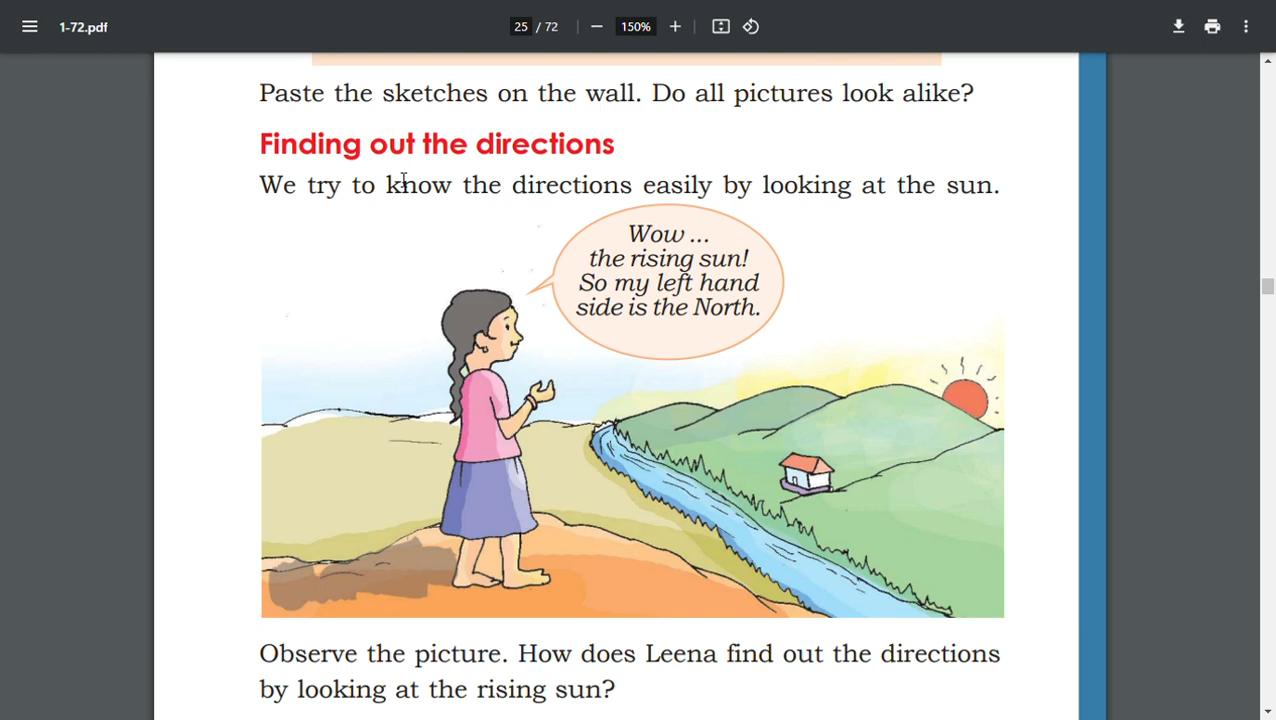 1-72.pdf
25 / 72
150%
Paste the sketches on the wall. Do all pictures look alike?
Finding out the directions
We try to know the directions easily by looking at the sun.
Wow ...
the rising sun!
So my left hand
side is the North.
Observe the picture. How does Leena find out the directions
by looking at the rising sun?